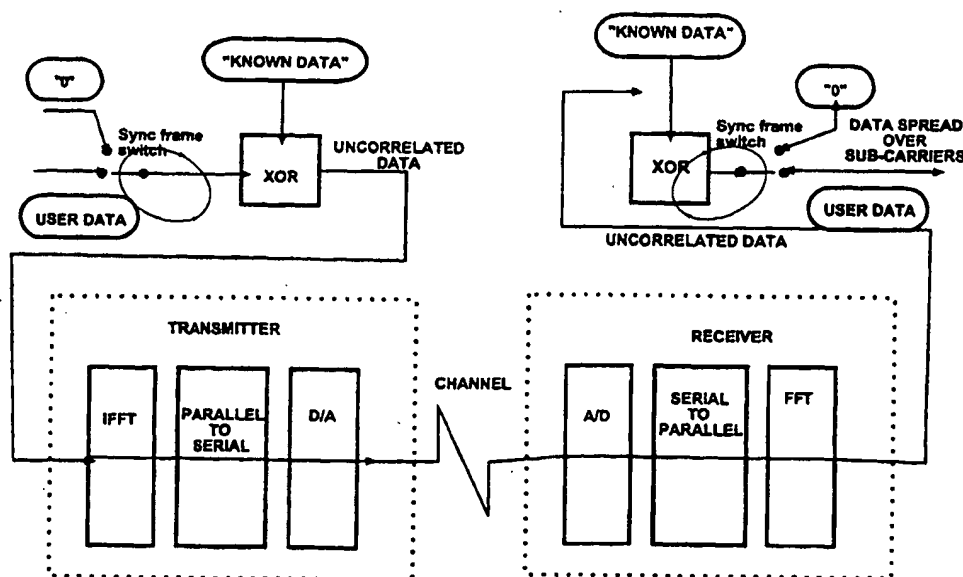 "KNOWN DATA"
"0"
Sync frame
switch
XOR
UNCORRELATED
DATA
USER DATA
"KNOWN DATA"
"0"
Sync frame
switch
DATA SPREAD
OVER
SUB-CARRIERS
XOR
USER DATA
UNCORRELATED DATA
TRANSMITTER
IFFT
PARALLEL
TO
SERIAL
D/A
CHANNEL
RECEIVER
A/D
SERIAL
TO
PARALLEL
FFT